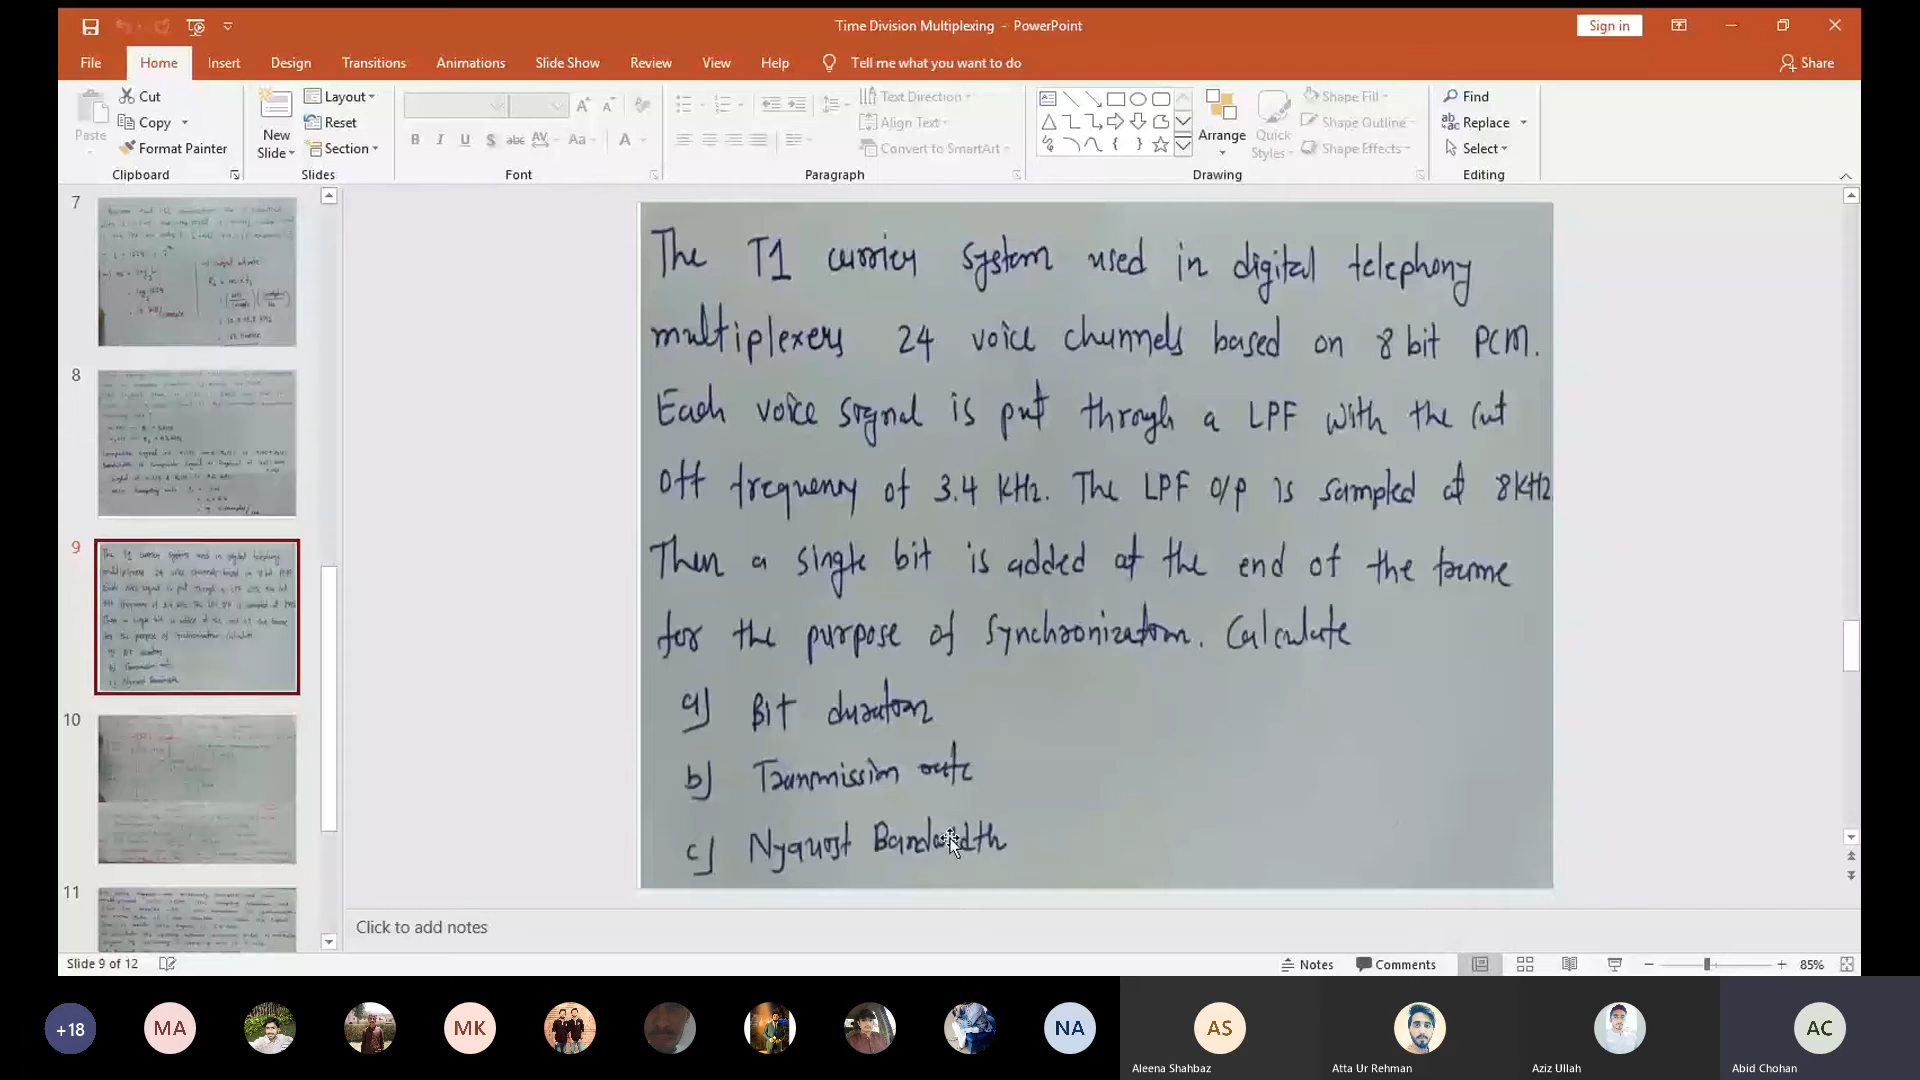 Time Division Multiplexing - PowerPoint
Sign in
File Home Insert Design Transitions Animations Slide Show Review View Help Tell me what you want to do
Share
Paste
Cut
Copy
Format Painter
Clipboard
New Slide
Layout
Reset
Section
Slides
Font
Text Direction
Align Text
Convert to SmartArt
Paragraph
Arrange
Quick Styles
Shape Fill
Shape Outline
Shape Effects
Drawing
Find
Replace
Select
Editing
7
8
9
10
11
The T1 carrier system used in digital telephony
multiplexers 24 voice channels based on 8 bit PCM.
Each voice signal is put through a LPF with the cut
off frequency of 3.4 KHz. The LPF O/P is sampled at 8KHz
Then a single bit is added at the end of the frame
for the purpose of synchronization. Calculate
a) Bit duration
b) Transmission rate
c) Nyquist Bandwidth
Click to add notes
Slide 9 of 12
Notes Comments 85%
+18 MA MK NA AS AC
Aleena Shahbaz Atta Ur Rehman Aziz Ullah Abid Chohan